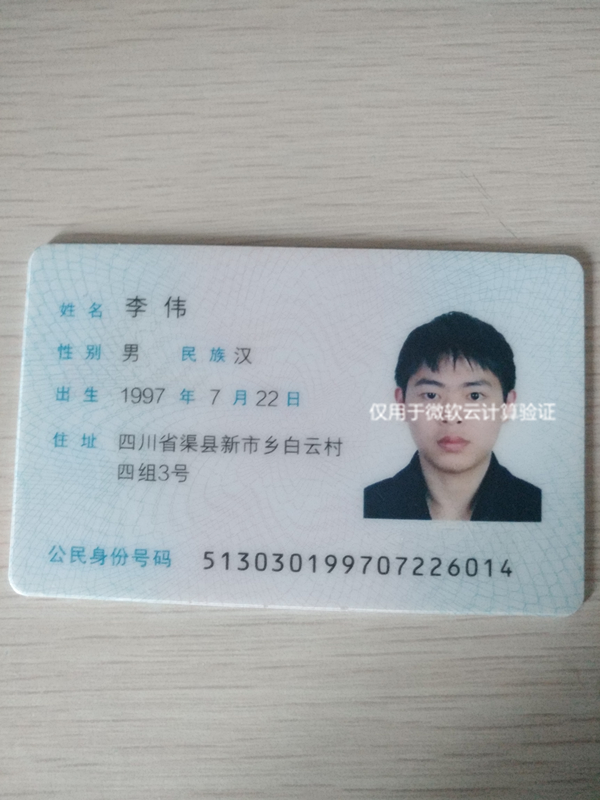 姓名 李伟
性别 男 民族 汉
出生 1997 年 7 月 22 日
仅用于微软云计算验证
住址 四川省渠县新市乡白云村
四组3号
公民身份号码 513030199707226014